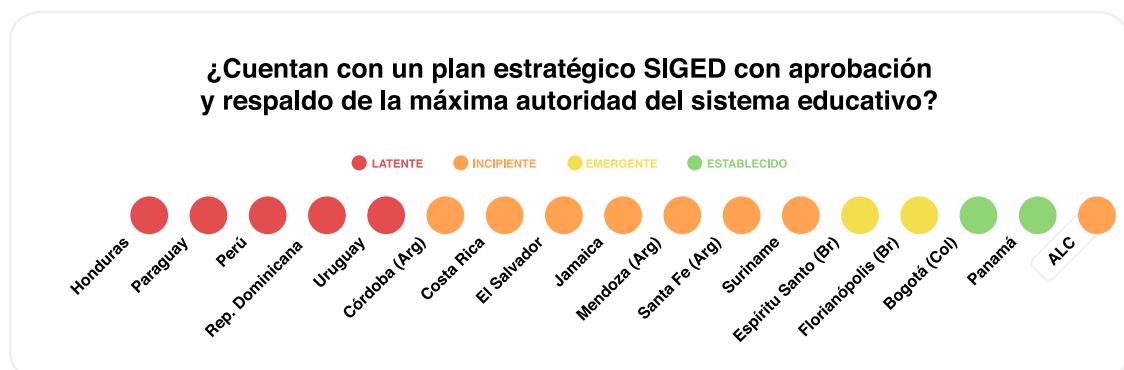 ¿Cuentan con un plan estratégico SIGED con aprobación
y respaldo de la máxima autoridad del sistema educativo?
LATENTE
INCIPIENTE
EMERGENTE
ESTABLECIDO
Honduras
Paraguay
Perú
Rep. Dominicana
Uruguay
Córdoba (Arg)
Costa Rica
El Salvador
Jamaica
Mendoza (Arg)
Santa Fe (Arg)
Suriname
Espíritu Santo (Br)
Florianópolis (Br)
Bogotá (Col)
Panamá
ALC